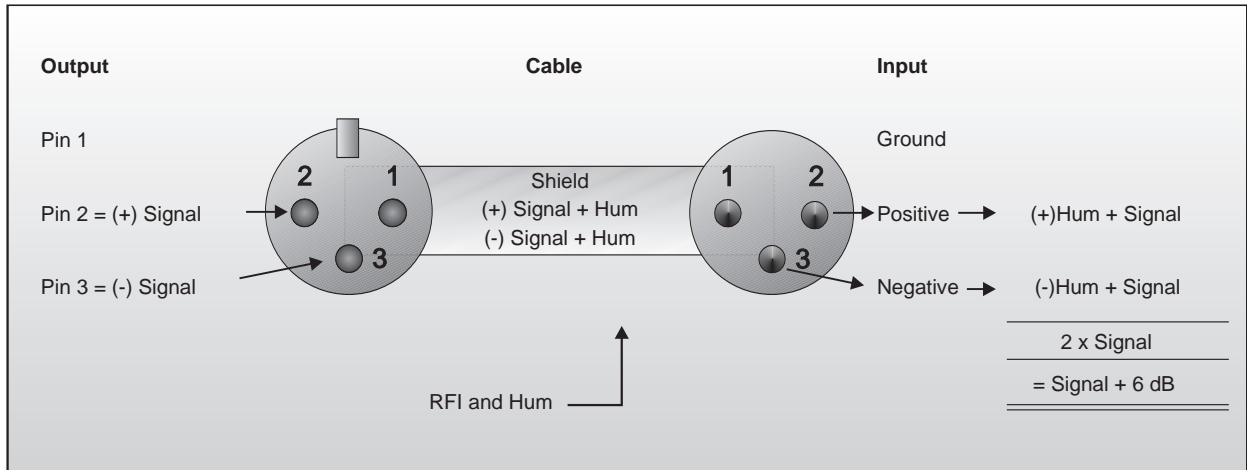 Output
Cable
Input
Pin 1
Ground
2
1
Shield
1
2
Pin 2 = (+) Signal
(+) Signal + Hum
Positive
(+)Hum + Signal
(-) Signal + Hum
3
3
Pin 3 = (-) Signal
Negative
(-)Hum + Signal
2 x Signal
= Signal + 6 dB
RFI and Hum